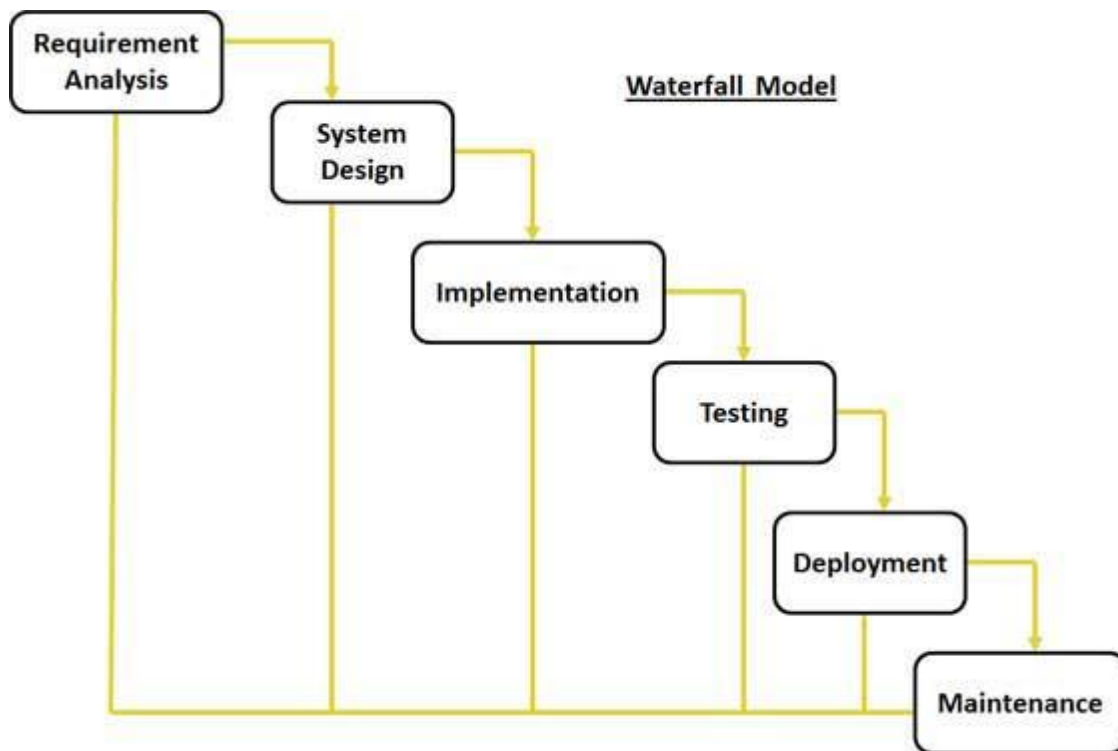 Requirement
Analysis
Waterfall Model
System
Design
Implementation
Testing
Deployment
Maintenance